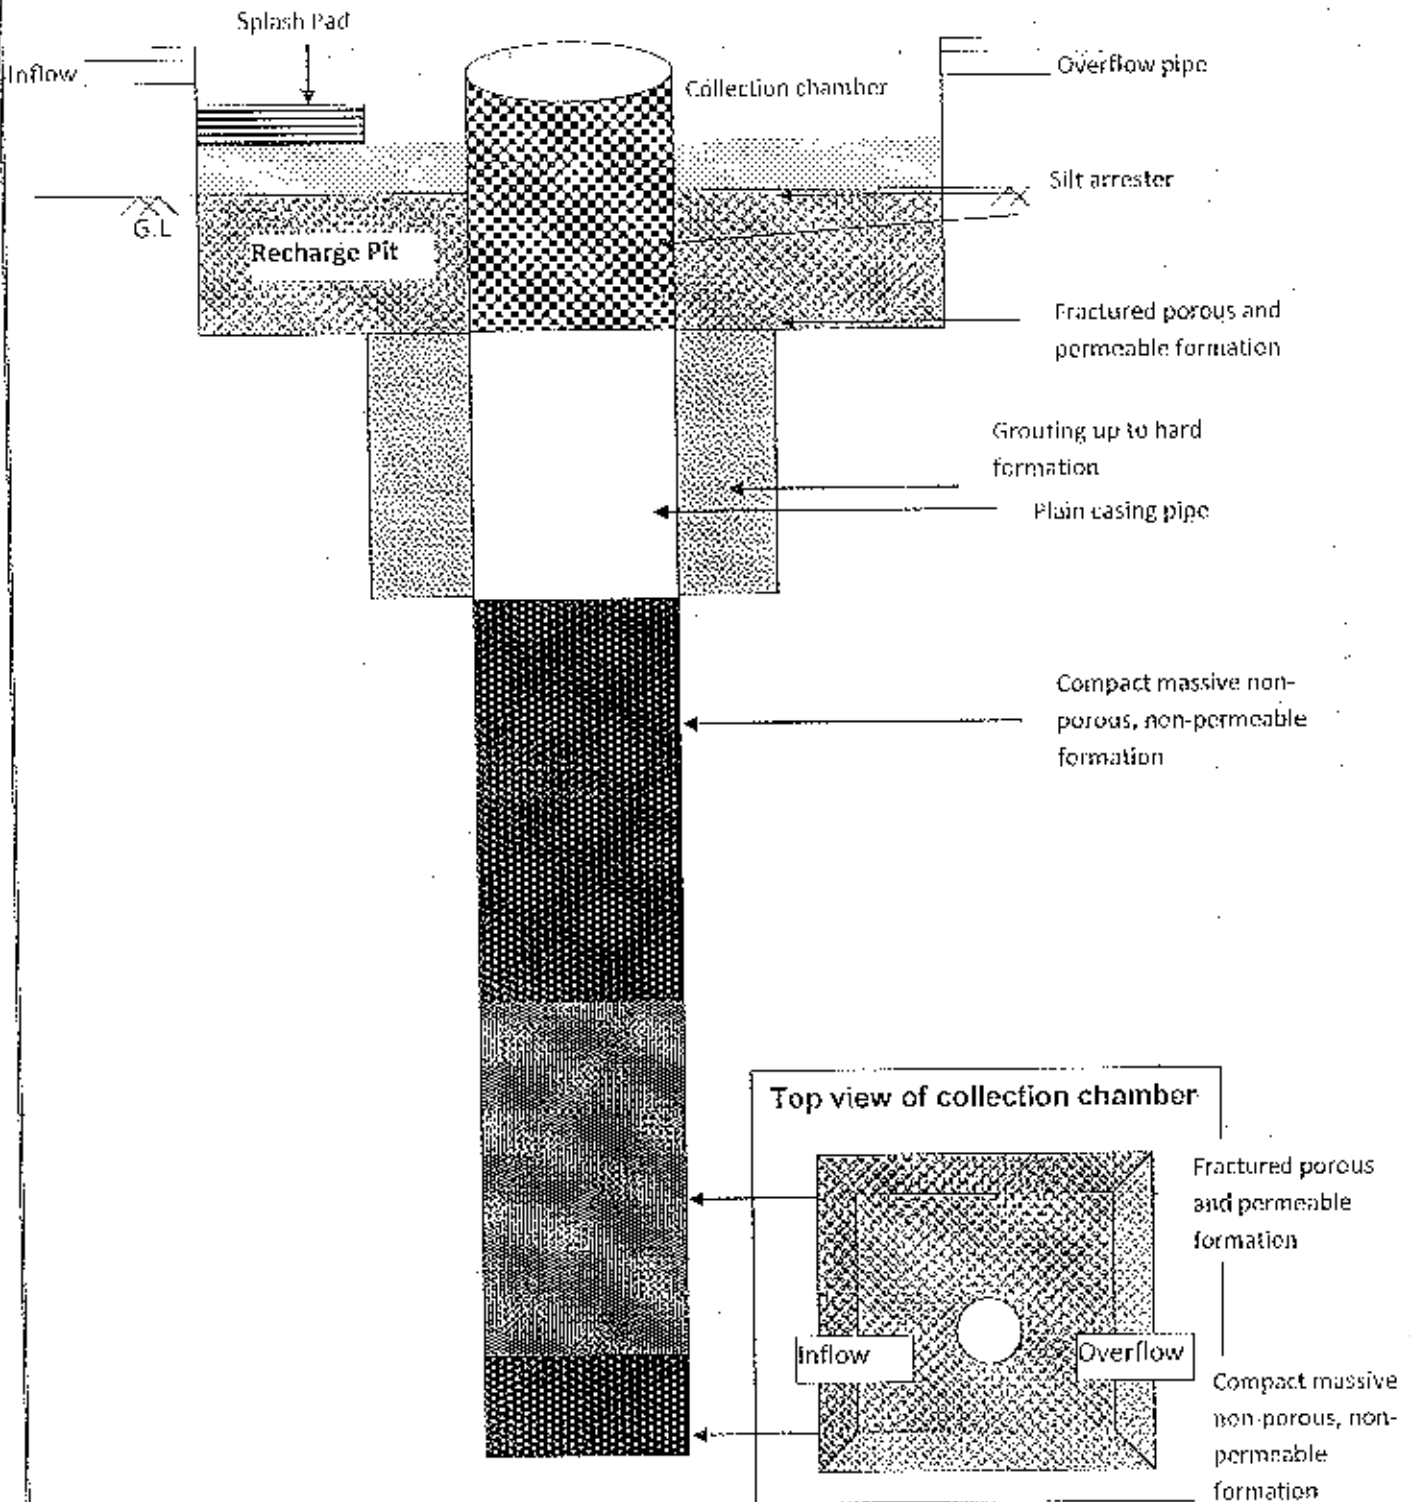 Splash Pad
Inflow
Overflow pipe
Collection chamber
Silt arrester
G.L
Recharge Pit
Fractured porous and
permeable formation
Grouting up to hard
formation
Plain casing pipe
Compact massive non-
porous, non-permeable
formation
Top view of collection chamber
Fractured porous
and permeable
formation
Inflow
Overflow
Compact massive
non-porous, non-
permeable
formation